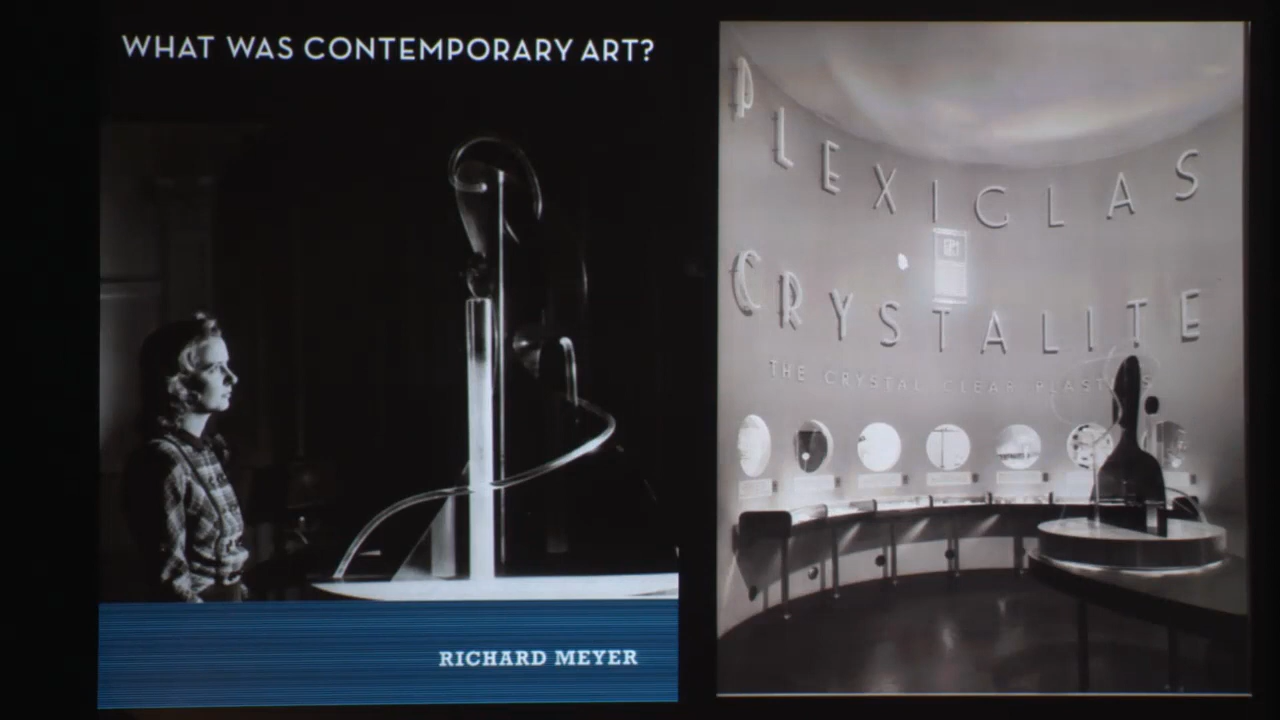 WHAT WAS CONTEMPORARY ART?
RICHARD MEYER
PLEXIGLAS
CRYSTALITE
THE CRYSTAL CLEAR PLASTICS